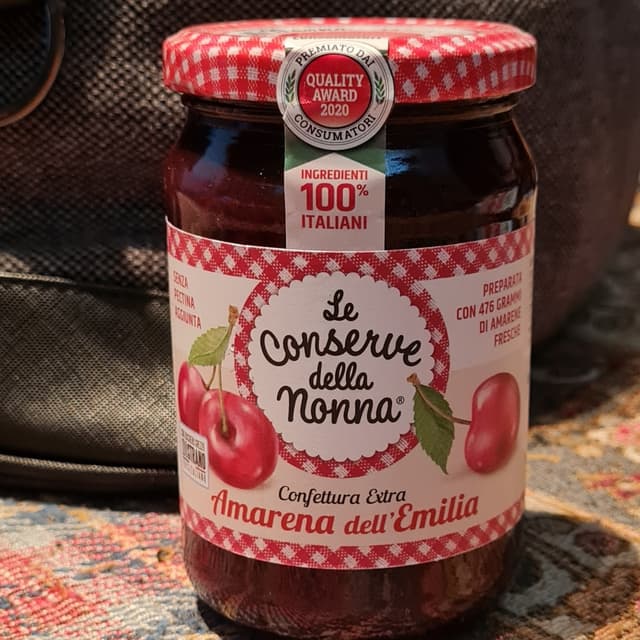 PREMIATO DAI
QUALITY
AWARD
2020
CONSUMATORI
INGREDIENTI
100%
ITALIANI
SENZA
PECTINA
AGGIUNTA
PREPARATA
CON 476 GRAMMI
DI AMARENE
FRESCHE
Le
Conserve
della
Nonna®
Confettura Extra
Amarena dell'Emilia